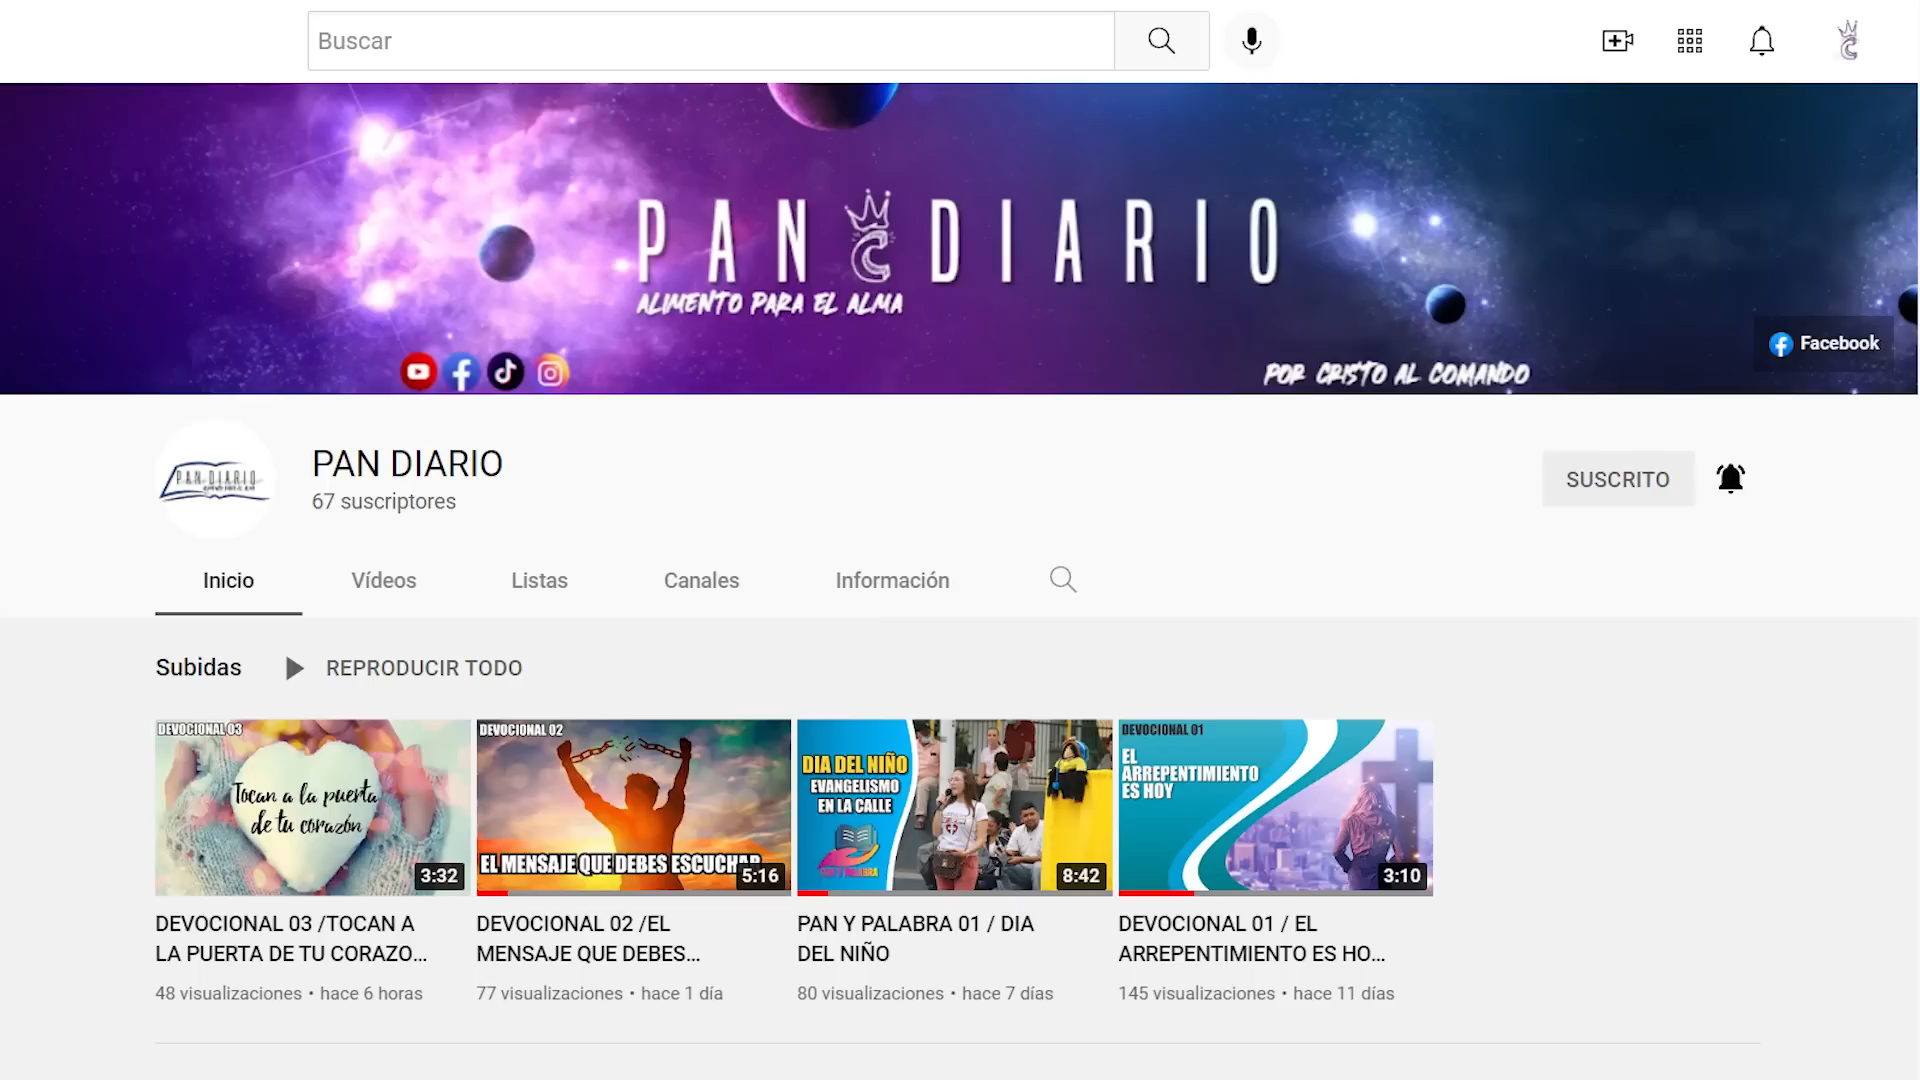 Buscar
PAN C DIARIO
ALIMENTO PARA EL ALMA
POR CRISTO AL COMANDO
Facebook
PAN DIARIO
PAN DIARIO
67 suscriptores
SUSCRITO
Inicio
Vídeos
Listas
Canales
Información
Subidas
REPRODUCIR TODO
DEVOCIONAL 03
Tocan a la puerta
de tu corazón
3:32
DEVOCIONAL 02
EL MENSAJE QUE DEBES ESCUCHAR
5:16
DIA DEL NIÑO
EVANGELISMO
EN LA CALLE
8:42
DEVOCIONAL 01
EL
ARREPENTIMIENTO
ES HOY
3:10
DEVOCIONAL 03 /TOCAN A
LA PUERTA DE TU CORAZO...
48 visualizaciones • hace 6 horas
DEVOCIONAL 02 /EL
MENSAJE QUE DEBES...
77 visualizaciones • hace 1 día
PAN Y PALABRA 01 / DIA
DEL NIÑO
80 visualizaciones • hace 7 días
DEVOCIONAL 01 / EL
ARREPENTIMIENTO ES HO...
145 visualizaciones • hace 11 días